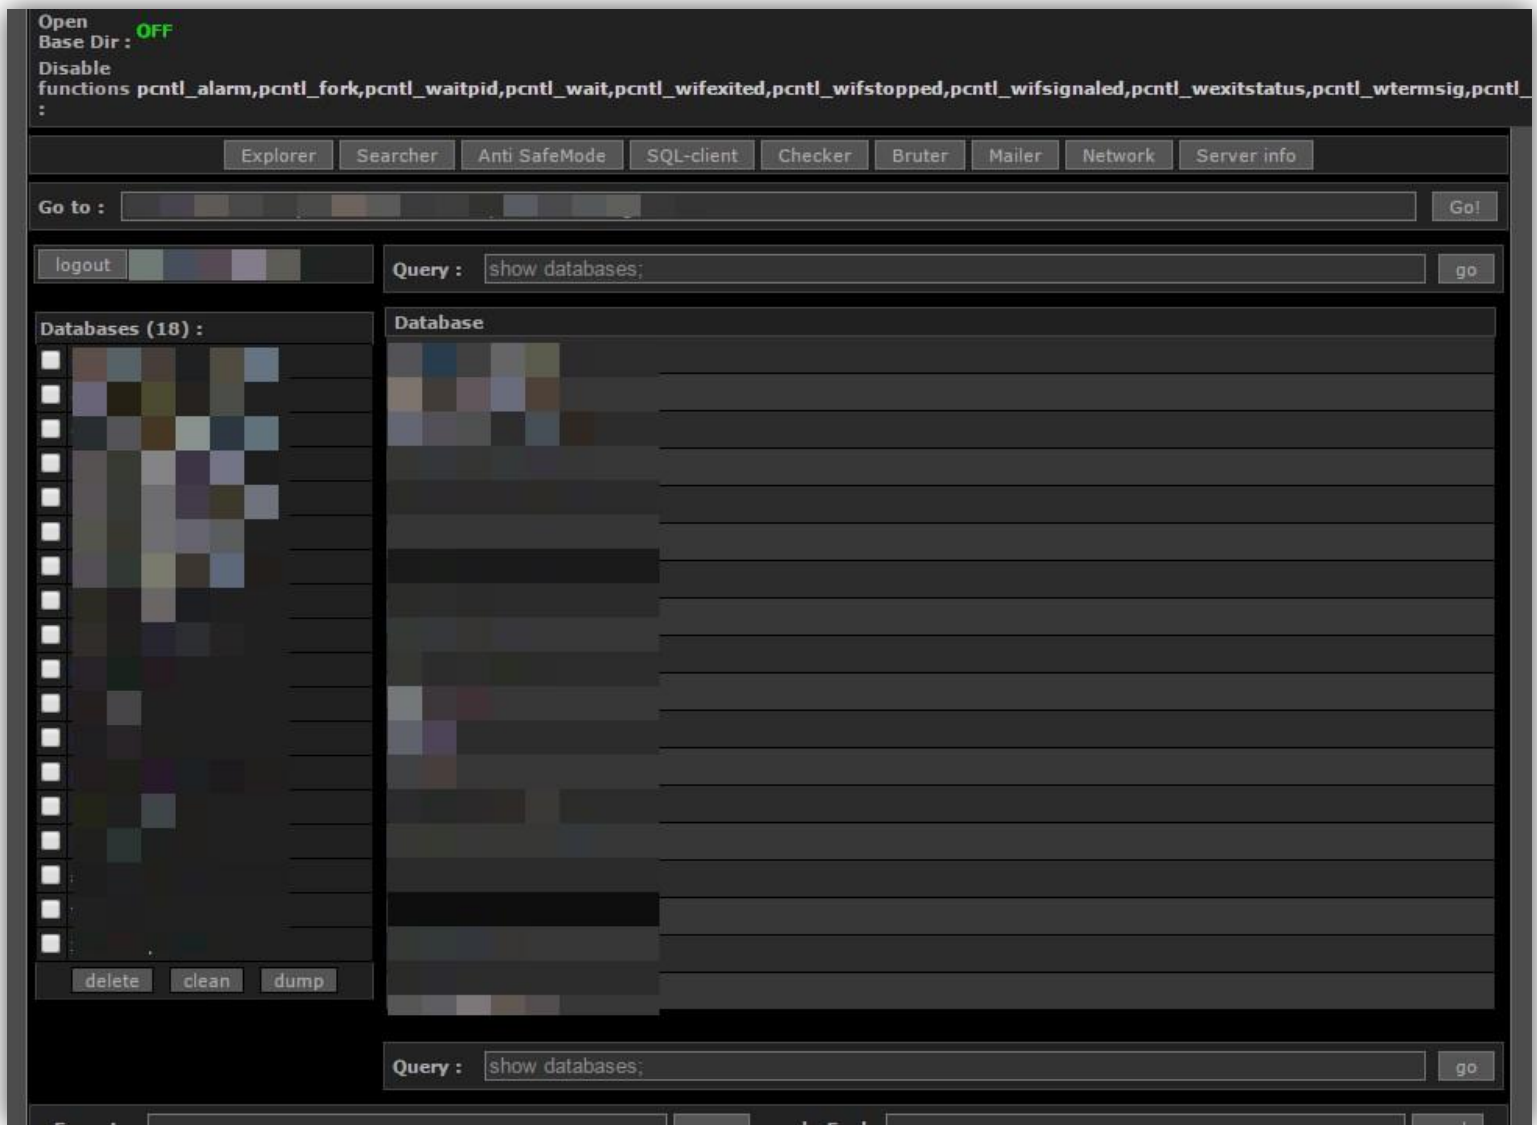 Open
Base Dir : OFF
Disable
functions pcntl_alarm,pcntl_fork,pcntl_waitpid,pcntl_wait,pcntl_wifexited,pcntl_wifstopped,pcntl_wifsignaled,pcntl_wexitstatus,pcntl_wtermsig,pcntl_
:
Explorer Searcher Anti SafeMode SQL-client Checker Bruter Mailer Network Server info
Go to : Go!
logout
Query : show databases; go
Databases (18) :
Database
delete clean dump
Query : show databases; go